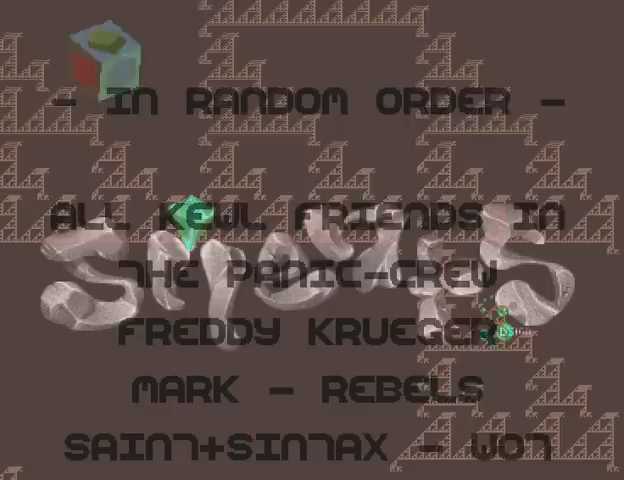 - IN RANDOM ORDER -
ALL KEWL FRIENDS IN
THE PANIC-CREW
FREDDY KRUEGER
MARK - REBELS
SAINT+SINTAX - WOT